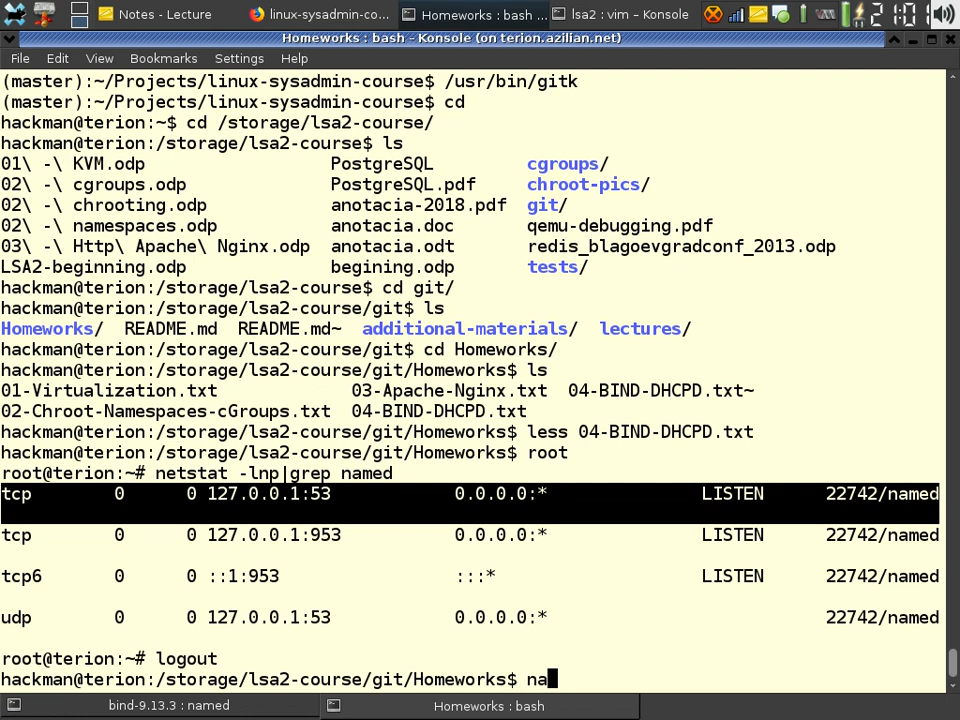 Notes - Lecture linux-sysadmin-co... Homeworks : bash ... lsa2 : vim - Konsole 2 1:01
Homeworks : bash - Konsole (on terion.azilian.net)
File Edit View Bookmarks Settings Help
(master):~/Projects/linux-sysadmin-course$ /usr/bin/gitk
(master):~/Projects/linux-sysadmin-course$ cd
hackman@terion:~$ cd /storage/lsa2-course/
hackman@terion:/storage/lsa2-course$ ls
01\ -\ KVM.odp PostgreSQL cgroups/
02\ -\ cgroups.odp PostgreSQL.pdf chroot-pics/
02\ -\ chrooting.odp anotacia-2018.pdf git/
02\ -\ namespaces.odp anotacia.doc qemu-debugging.pdf
03\ -\ Http\ Apache\ Nginx.odp anotacia.odt redis_blagoevgradconf_2013.odp
LSA2-beginning.odp begining.odp tests/
hackman@terion:/storage/lsa2-course$ cd git/
hackman@terion:/storage/lsa2-course/git$ ls
Homeworks/ README.md README.md~ additional-materials/ lectures/
hackman@terion:/storage/lsa2-course/git$ cd Homeworks/
hackman@terion:/storage/lsa2-course/git/Homeworks$ ls
01-Virtualization.txt 03-Apache-Nginx.txt 04-BIND-DHCPD.txt~
02-Chroot-Namespaces-cGroups.txt 04-BIND-DHCPD.txt
hackman@terion:/storage/lsa2-course/git/Homeworks$ less 04-BIND-DHCPD.txt
hackman@terion:/storage/lsa2-course/git/Homeworks$ root
root@terion:~# netstat -lnp|grep named
tcp 0 0 127.0.0.1:53 0.0.0.0:* LISTEN 22742/named
tcp 0 0 127.0.0.1:953 0.0.0.0:* LISTEN 22742/named
tcp6 0 0 ::1:953 :::* LISTEN 22742/named
udp 0 0 127.0.0.1:53 0.0.0.0:* 22742/named
root@terion:~# logout
hackman@terion:/storage/lsa2-course/git/Homeworks$ na
bind-9.13.3 : named Homeworks : bash